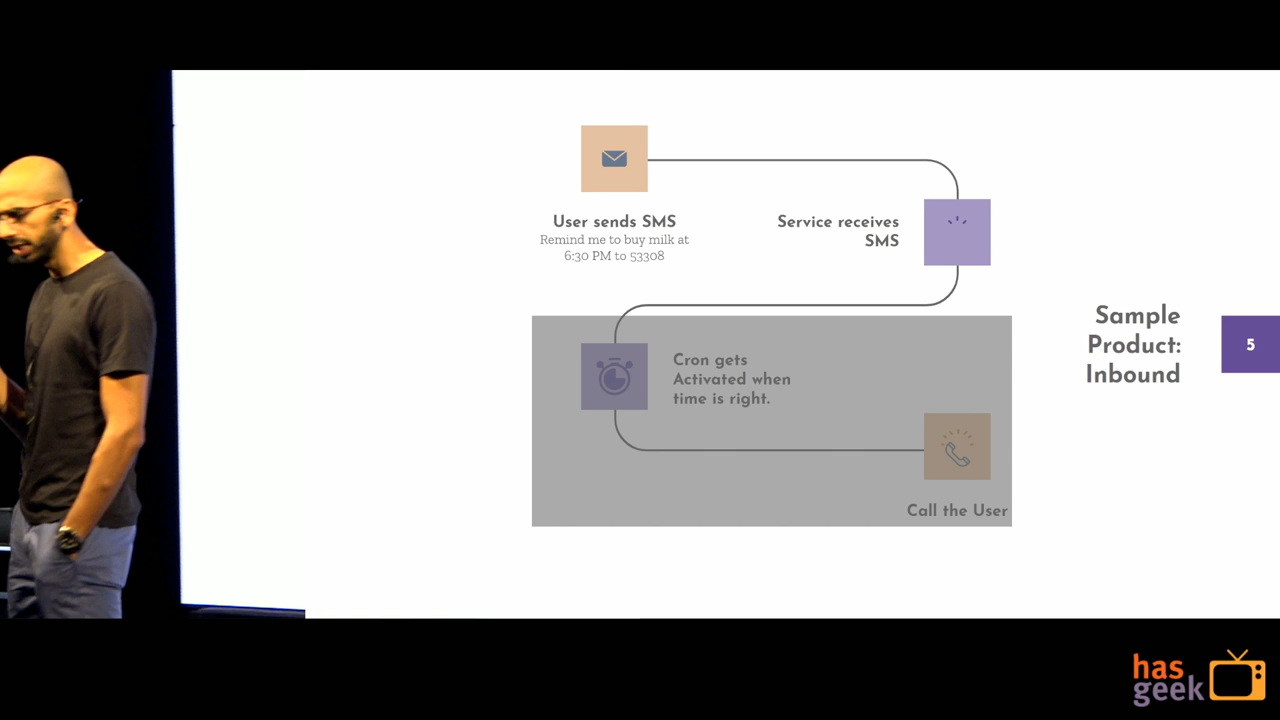 User sends SMS
Remind me to buy milk at
6:30 PM to 53308
Service receives
SMS
Cron gets
Activated when
time is right.
Call the User
Sample
Product:
Inbound
5
has
geek